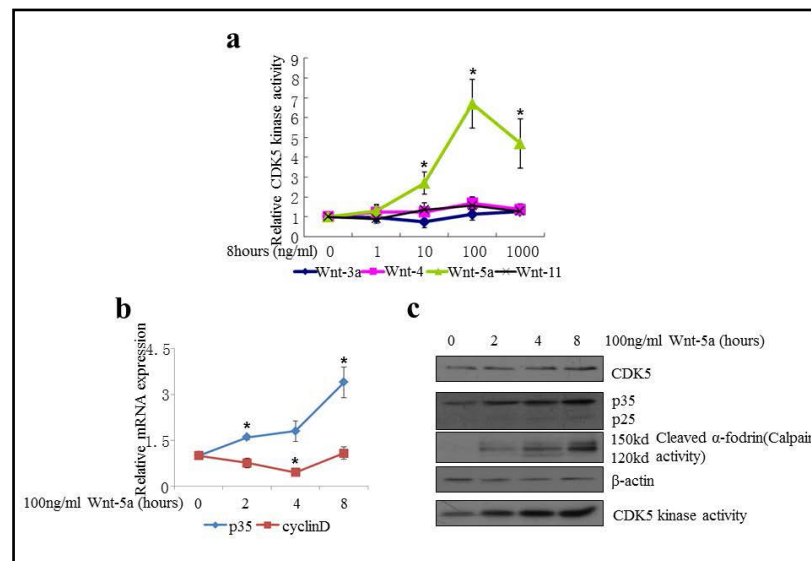 a
Relative CDK5 kinase activity
9
8
7
6
5
4
3
2
1
0
8hours (ng/ml) 0 1 10 100 1000
* * *
Wnt-3a Wnt-4 Wnt-5a Wnt-11
b
Relative mRNA expression
4.5
3
1.5
0
* * *
0 2 4 8
100ng/ml Wnt-5a (hours)
p35 cyclinD
c
0 2 4 8 100ng/ml Wnt-5a (hours)
CDK5
p35
p25
150kd Cleaved α-fodrin(Calpain
120kd activity)
β-actin
CDK5 kinase activity